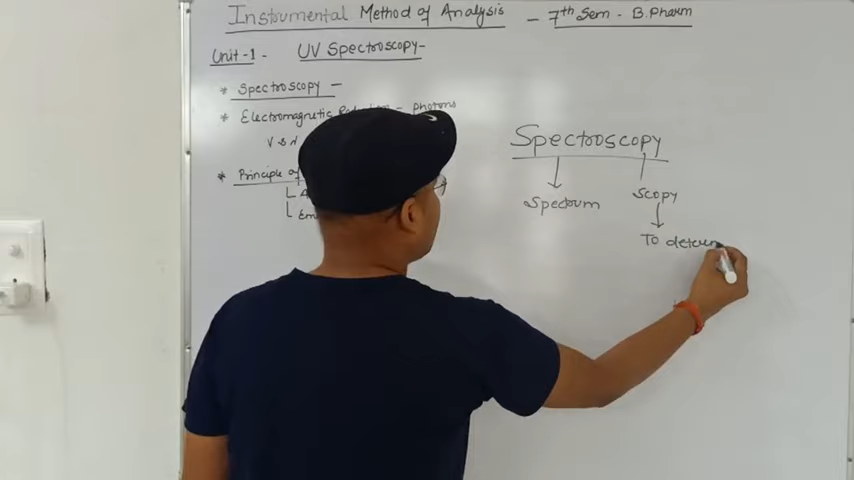 Instrumental Method of Analysis - 7th Sem - B.Pharm
Unit-1 - UV Spectroscopy-
* Spectroscopy -
* Electromagnetic - Photons
* Principle of
Spectroscopy
Spectrum
Scopy
To